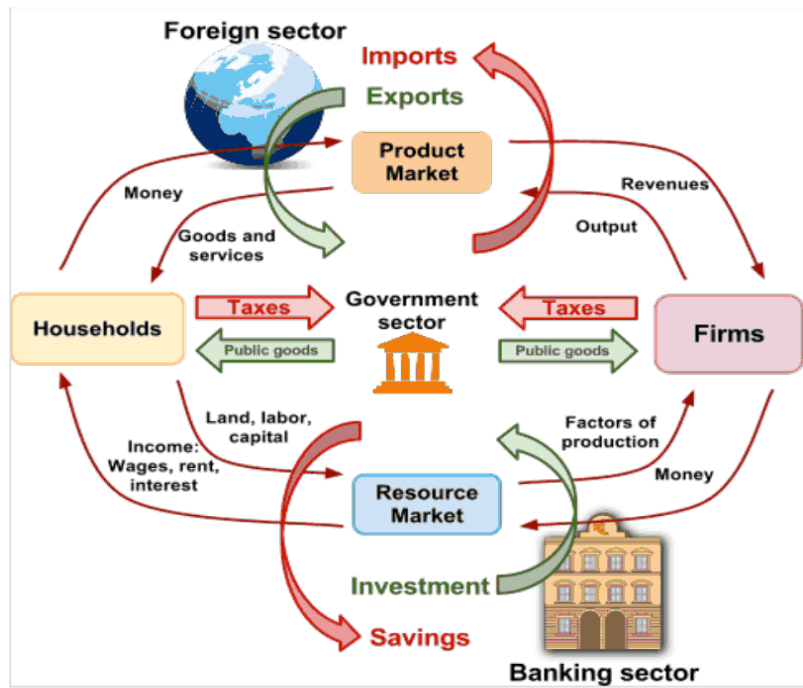 Foreign sector
Imports
Exports
Product
Market
Money
Revenues
Goods and
services
Output
Households
Taxes
Government
sector
Taxes
Firms
Public goods
Public goods
Land, labor,
capital
Factors of
production
Income:
Wages, rent,
interest
Money
Resource
Market
Investment
Savings
Banking sector